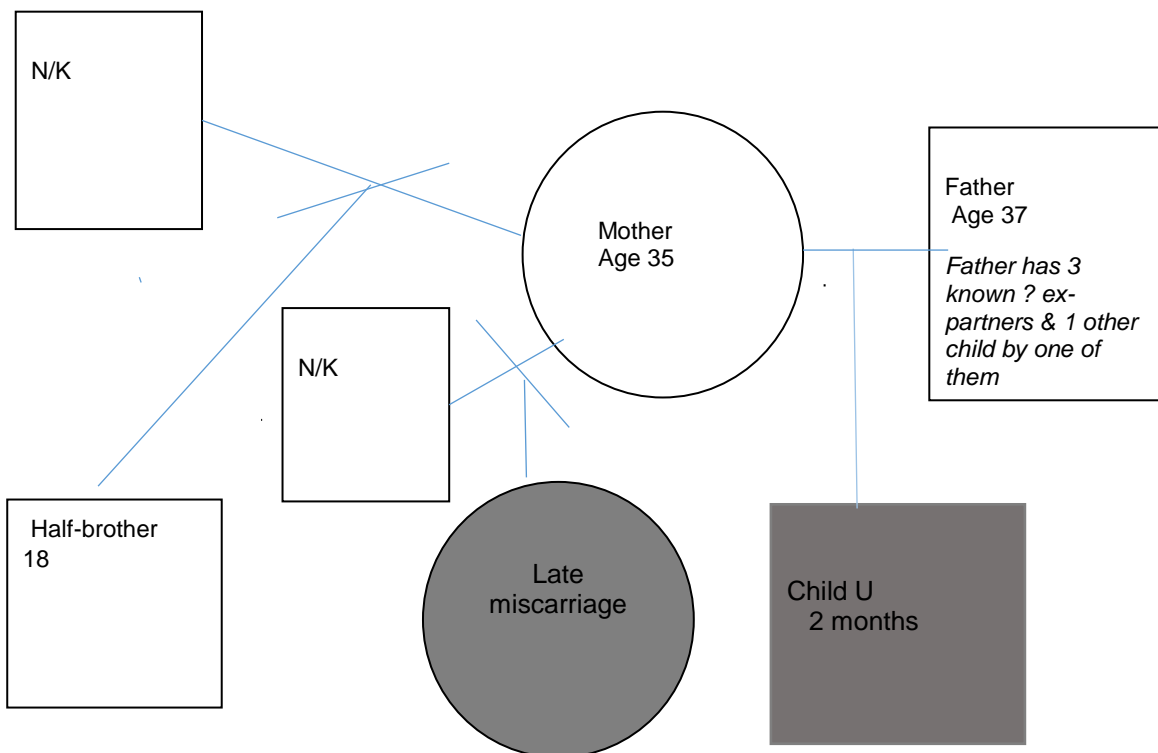 N/K
Mother
Age 35
Father
Age 37
Father has 3
known ? ex-
partners & 1 other
child by one of
them
N/K
Half-brother
18
Late
miscarriage
Child U
2 months